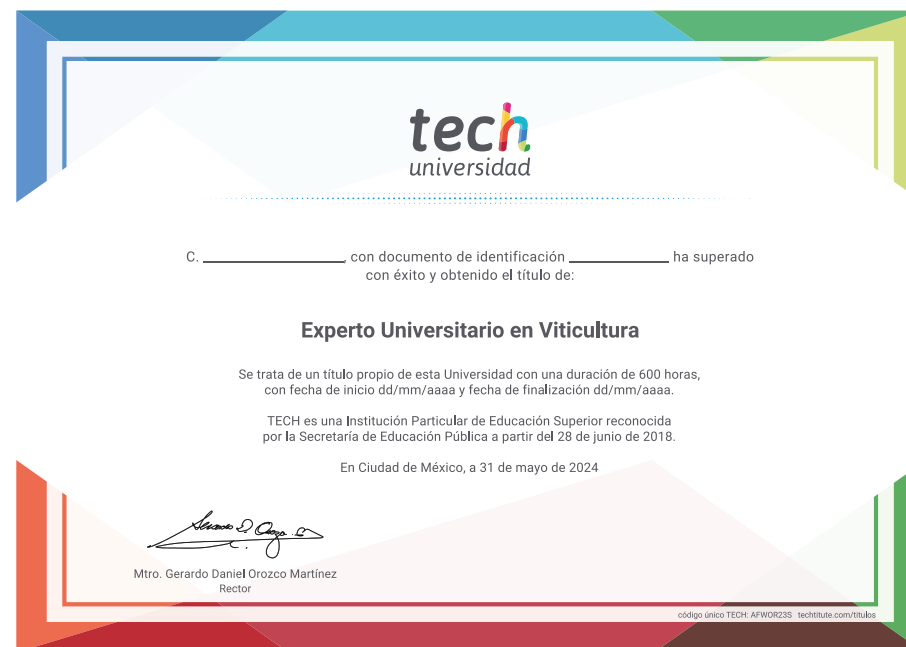 tech
universidad
C. ____________________, con documento de identificación ______________ ha superado
con éxito y obtenido el título de:
Experto Universitario en Viticultura
Se trata de un título propio de esta Universidad con una duración de 600 horas,
con fecha de inicio dd/mm/aaaa y fecha de finalización dd/mm/aaaa.
TECH es una Institución Particular de Educación Superior reconocida
por la Secretaría de Educación Pública a partir del 28 de junio de 2018.
En Ciudad de México, a 31 de mayo de 2024
Mtro. Gerardo Daniel Orozco Martínez
Rector
código único TECH: AFWOR23S techtitute.com/titulos